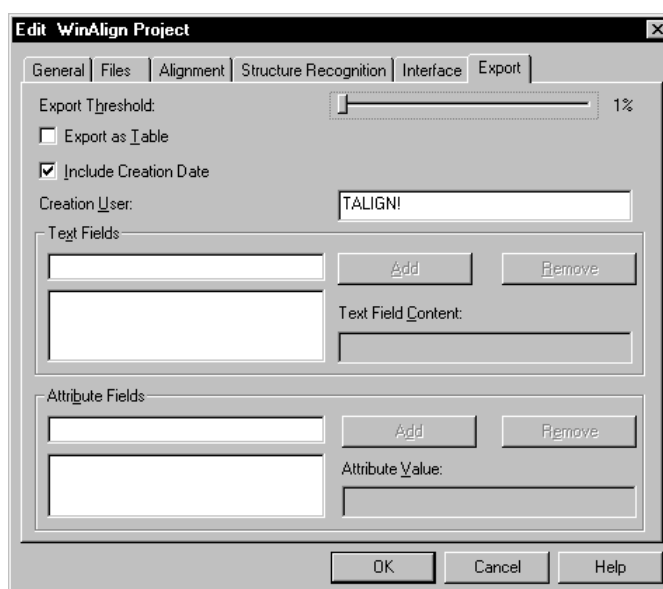 Edit WinAlign Project
General Files Alignment Structure Recognition Interface Export
Export Threshold: 1%
Export as Table
Include Creation Date
Creation User: TALIGN!
Text Fields
Add Remove
Text Field Content:
Attribute Fields
Add Remove
Attribute Value:
OK Cancel Help